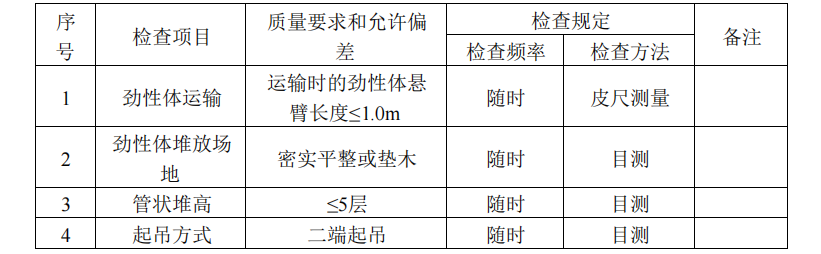 序号 检查项目 质量要求和允许偏差 检查规定 备注
检查频率 检查方法
1 劲性体运输 运输时的劲性体悬臂长度≤1.0m 随时 皮尺测量
2 劲性体堆放场地 密实平整或垫木 随时 目测
3 管状堆高 ≤5层 随时 目测
4 起吊方式 二端起吊 随时 目测